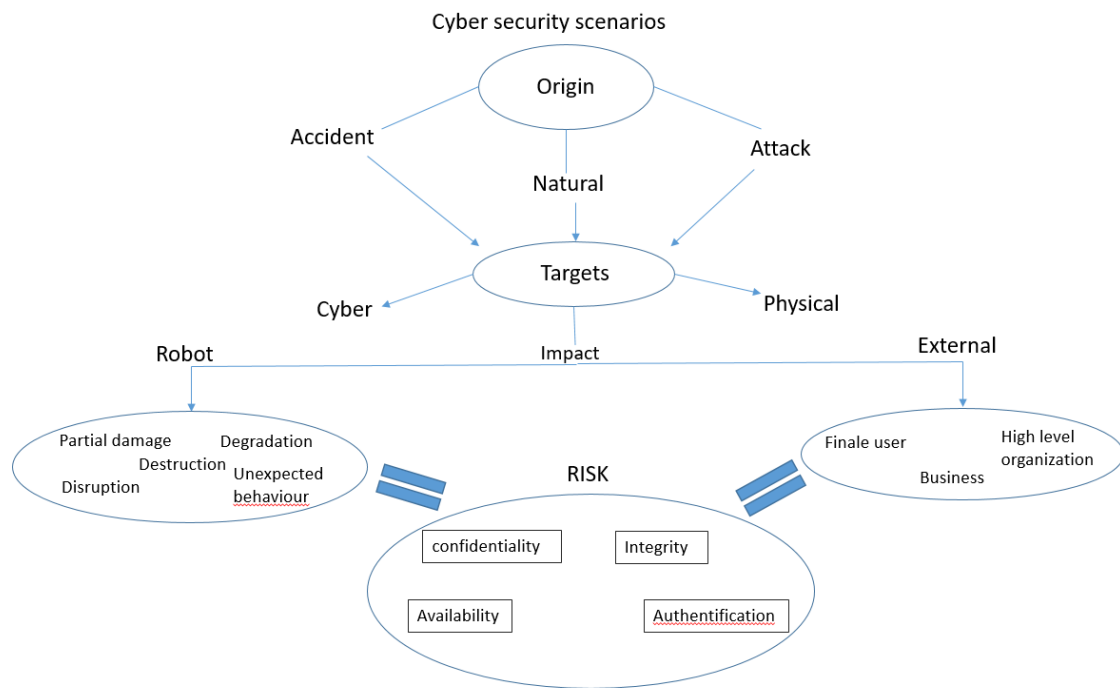 Cyber security scenarios
Origin
Accident
Attack
Natural
Targets
Cyber
Physical
Robot
Impact
External
Partial damage
Degradation
Destruction
Unexpected
behaviour
Disruption
Finale user
High level
organization
Business
RISK
confidentiality
Integrity
Availability
Authentification